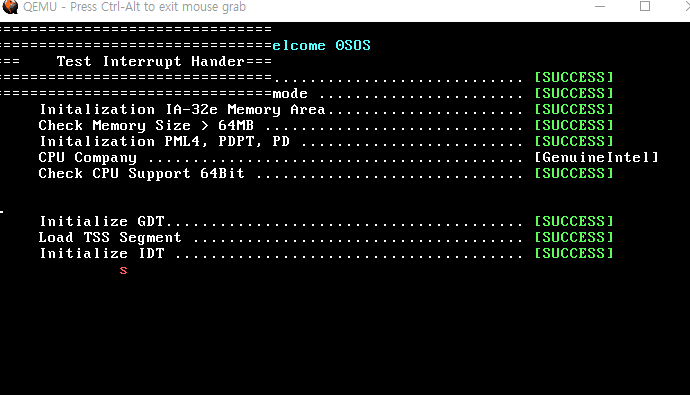 QEMU - Press Ctrl-Alt to exit mouse grab
==================================
==================================elcome OSOS
===    Test Interrupt Hander===
==================================............................ [SUCCESS]
==================================mode ....................... [SUCCESS]
Initalization IA-32e Memory Area......................... [SUCCESS]
Check Memory Size > 64MB ................................ [SUCCESS]
Initalization PML4, PDPT, PD ............................ [SUCCESS]
CPU Company ............................................. [GenuineIntel]
Check CPU Support 64Bit ................................. [SUCCESS]
Initialize GDT........................................... [SUCCESS]
Load TSS Segment ........................................ [SUCCESS]
Initialize IDT .......................................... [SUCCESS]
s